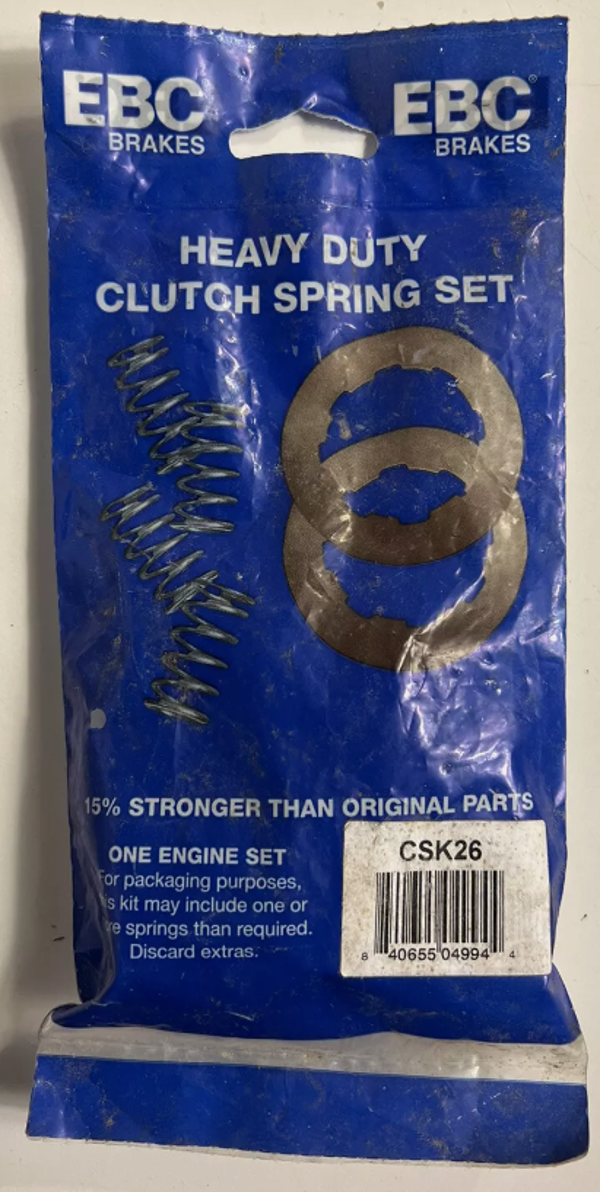 EBC
BRAKES
EBC®
BRAKES
HEAVY DUTY
CLUTCH SPRING SET
15% STRONGER THAN ORIGINAL PARTS
ONE ENGINE SET
For packaging purposes,
kit may include one or
springs than required.
Discard extras.
CSK26
8 40655 04994 4